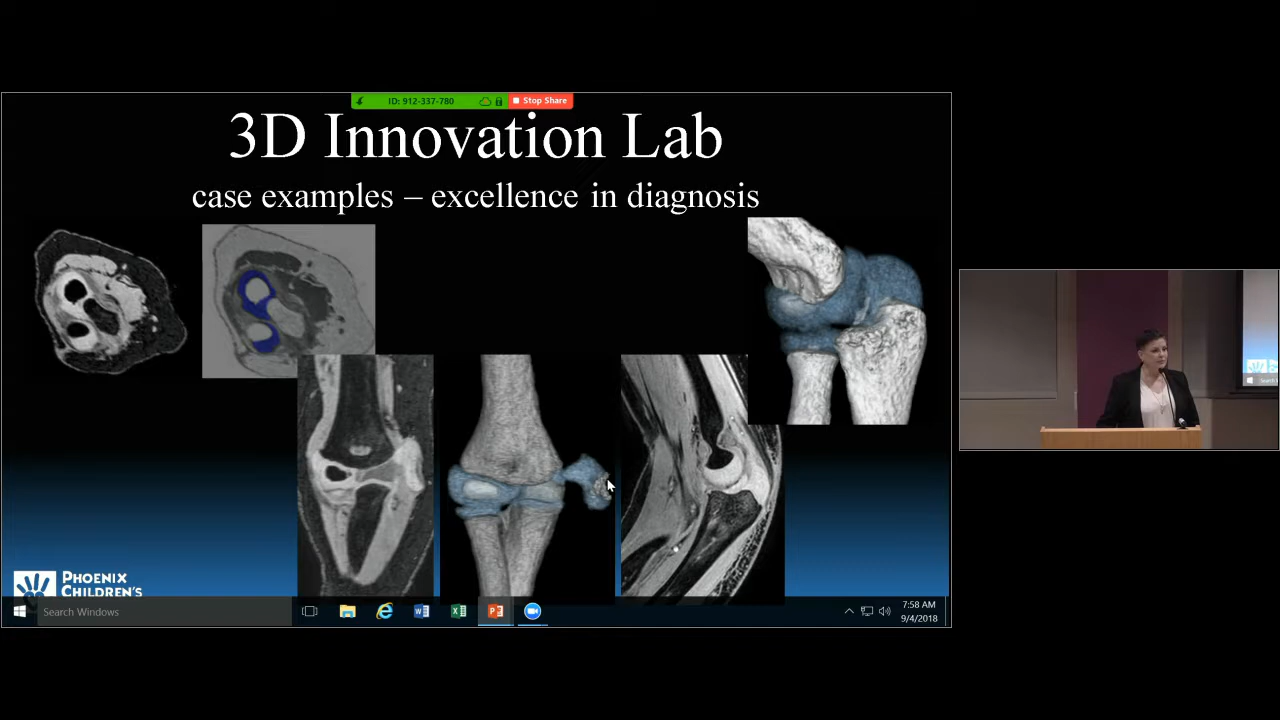 ID: 912-337-780
Stop Share
3D Innovation Lab
case examples – excellence in diagnosis
PHOENIX
CHILDREN'S
Search Windows
7:58 AM
9/4/2018